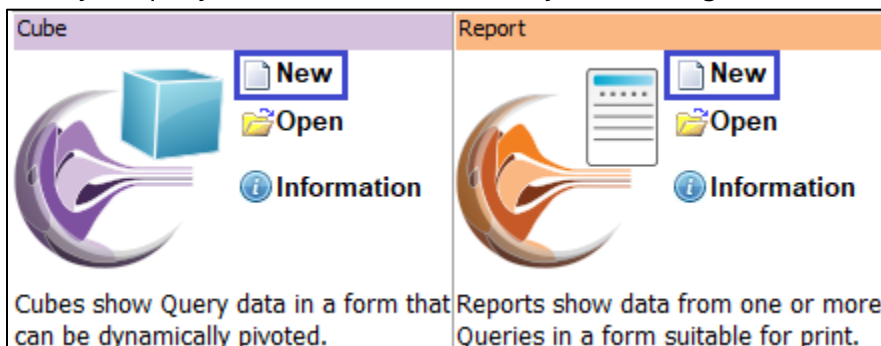 Cube
New
Open
Information
Cubes show Query data in a form that
can be dynamically pivoted.
Report
New
Open
Information
Reports show data from one or more
Queries in a form suitable for print.